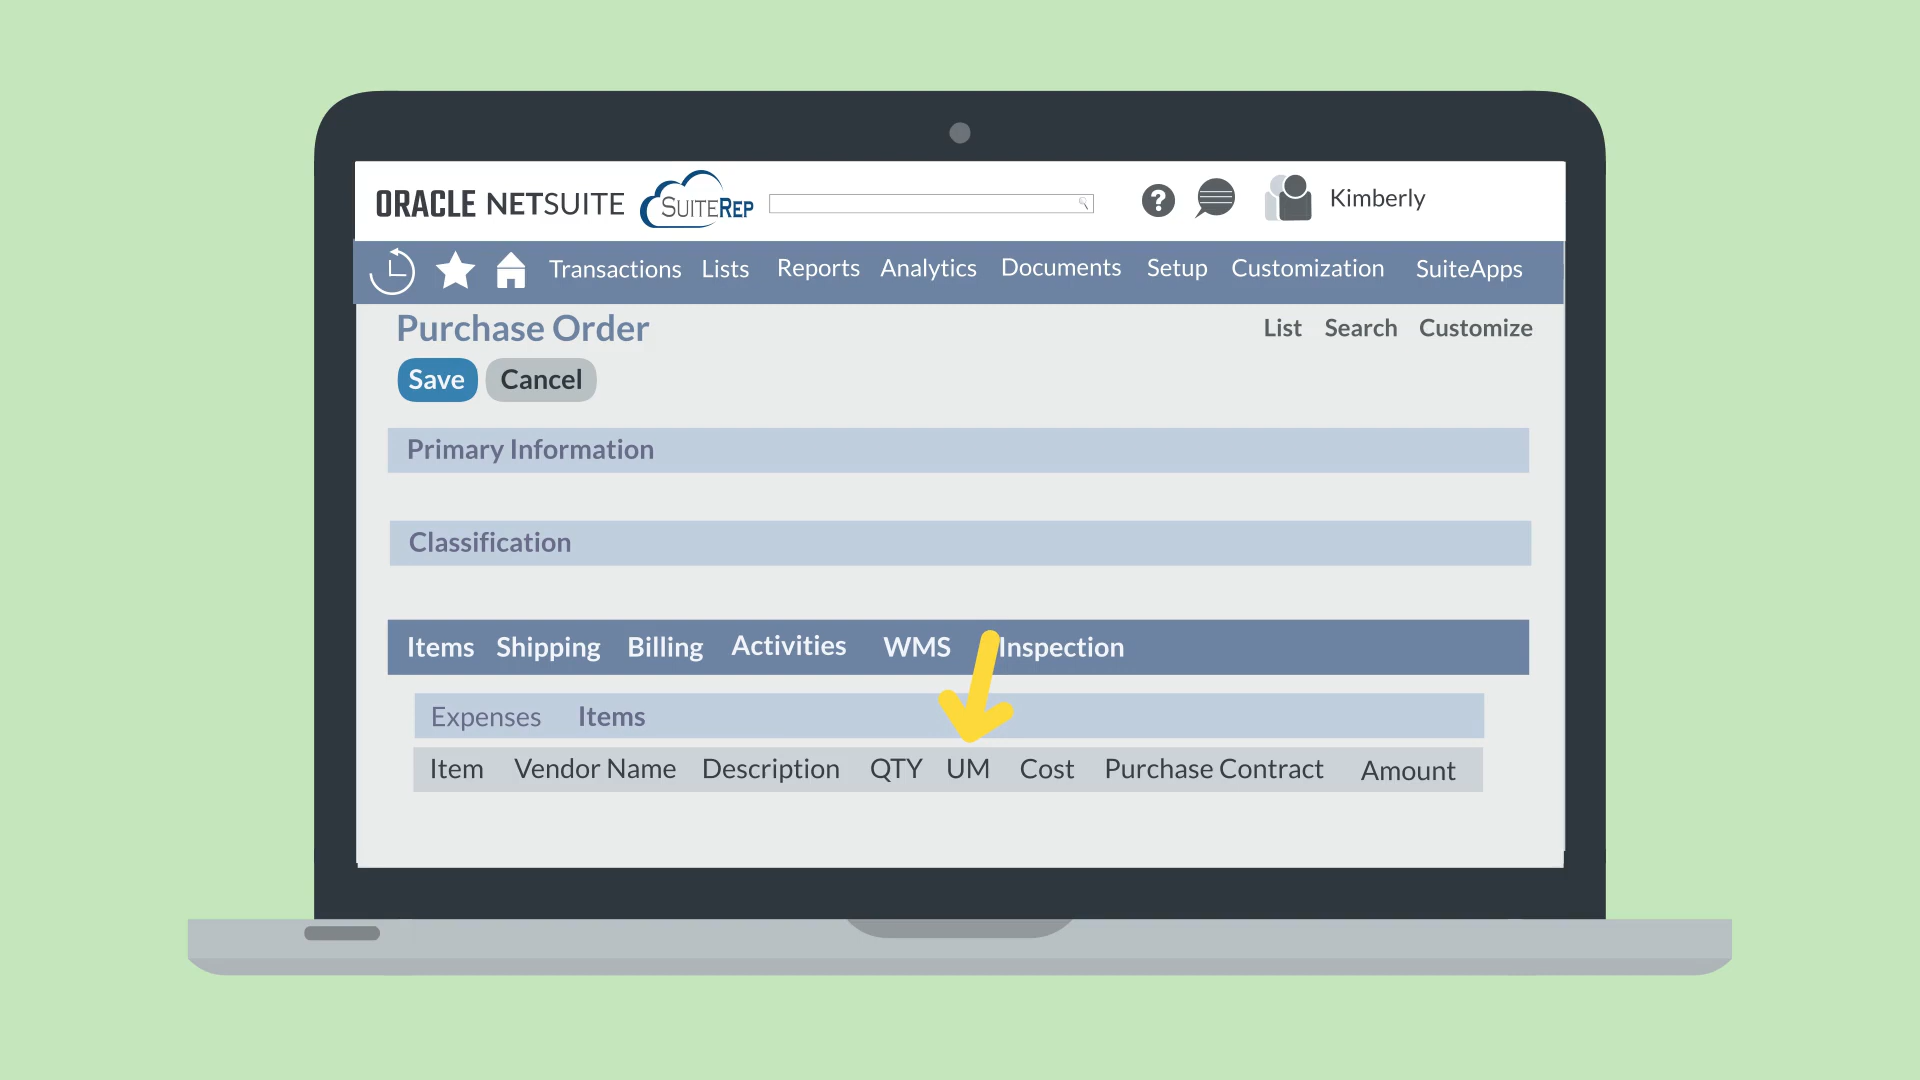 ORACLE NETSUITE SUITEREP ? Kimberly
Transactions Lists Reports Analytics Documents Setup Customization SuiteApps
Purchase Order List Search Customize
Save Cancel
Primary Information
Classification
Items Shipping Billing Activities WMS Inspection
Expenses Items
Item Vendor Name Description QTY UM Cost Purchase Contract Amount